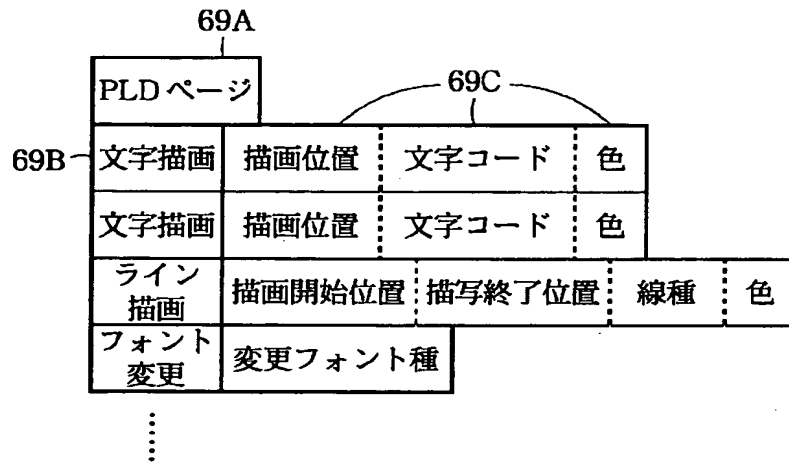 69A
PLDページ
69C
69B 文字描画 描画位置 文字コード 色
文字描画 描画位置 文字コード 色
ライン描画 描画開始位置 描写終了位置 線種 色
フォント変更 変更フォント種